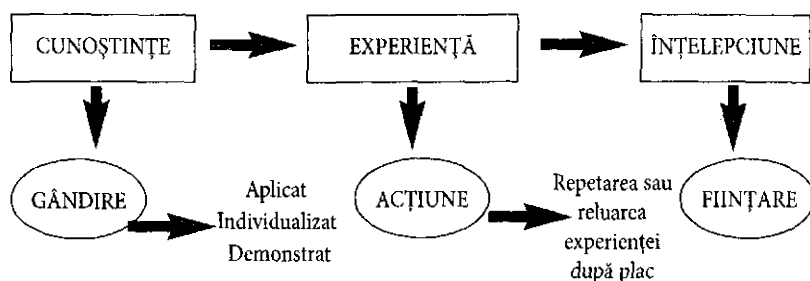 CUNOȘTINȚE
EXPERIENȚĂ
ÎNȚELEPCIUNE
GÂNDIRE
Aplicat
Individualizat
Demonstrat
ACȚIUNE
Repetarea sau
reluarea
experienței
după plac
FIINȚARE